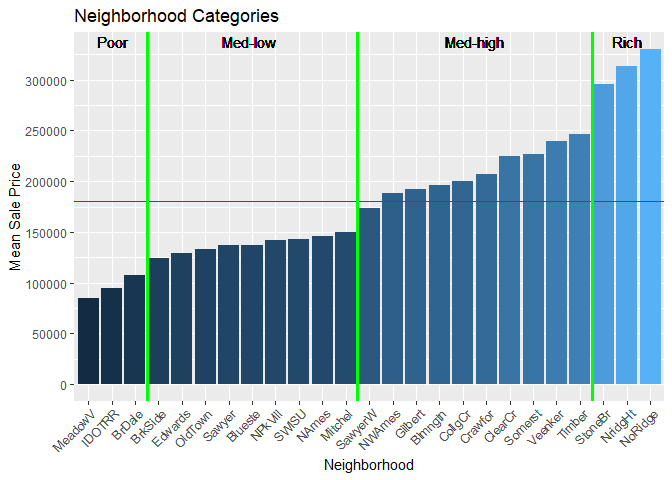 Neighborhood Categories
Poor
Med-low
Med-high
Rich
300000
250000
200000
150000
100000
50000
0
Mean Sale Price
MeadowV
IDOTRR
BrDale
BrkSide
Edwards
OldTown
Sawyer
Blueste
NPkVill
SWISU
NAmes
Mitchel
SawyerW
NWAmes
Gilbert
Blmngtn
CollgCr
Crawfor
ClearCr
Somerst
Veenker
Timber
StoneBr
NridgHt
NoRidge
Neighborhood